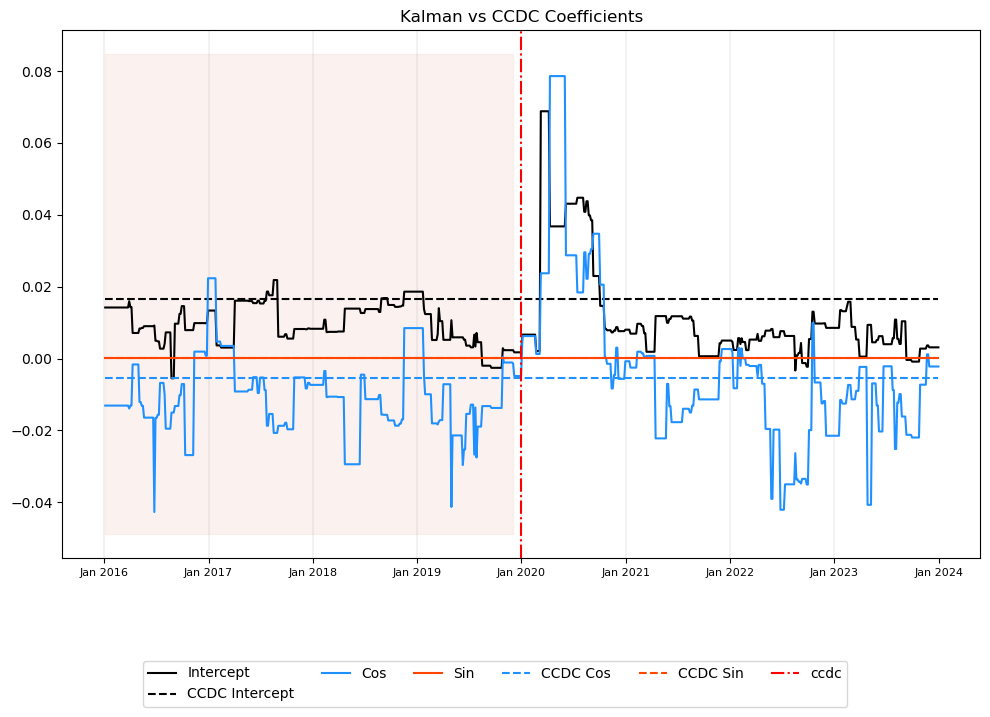 Kalman vs CCDC Coefficients
0.08
0.06
0.04
0.02
0.00
−0.02
−0.04
Jan 2016 Jan 2017 Jan 2018 Jan 2019 Jan 2020 Jan 2021 Jan 2022 Jan 2023 Jan 2024
Intercept Cos Sin CCDC Cos CCDC Sin ccdc
CCDC Intercept